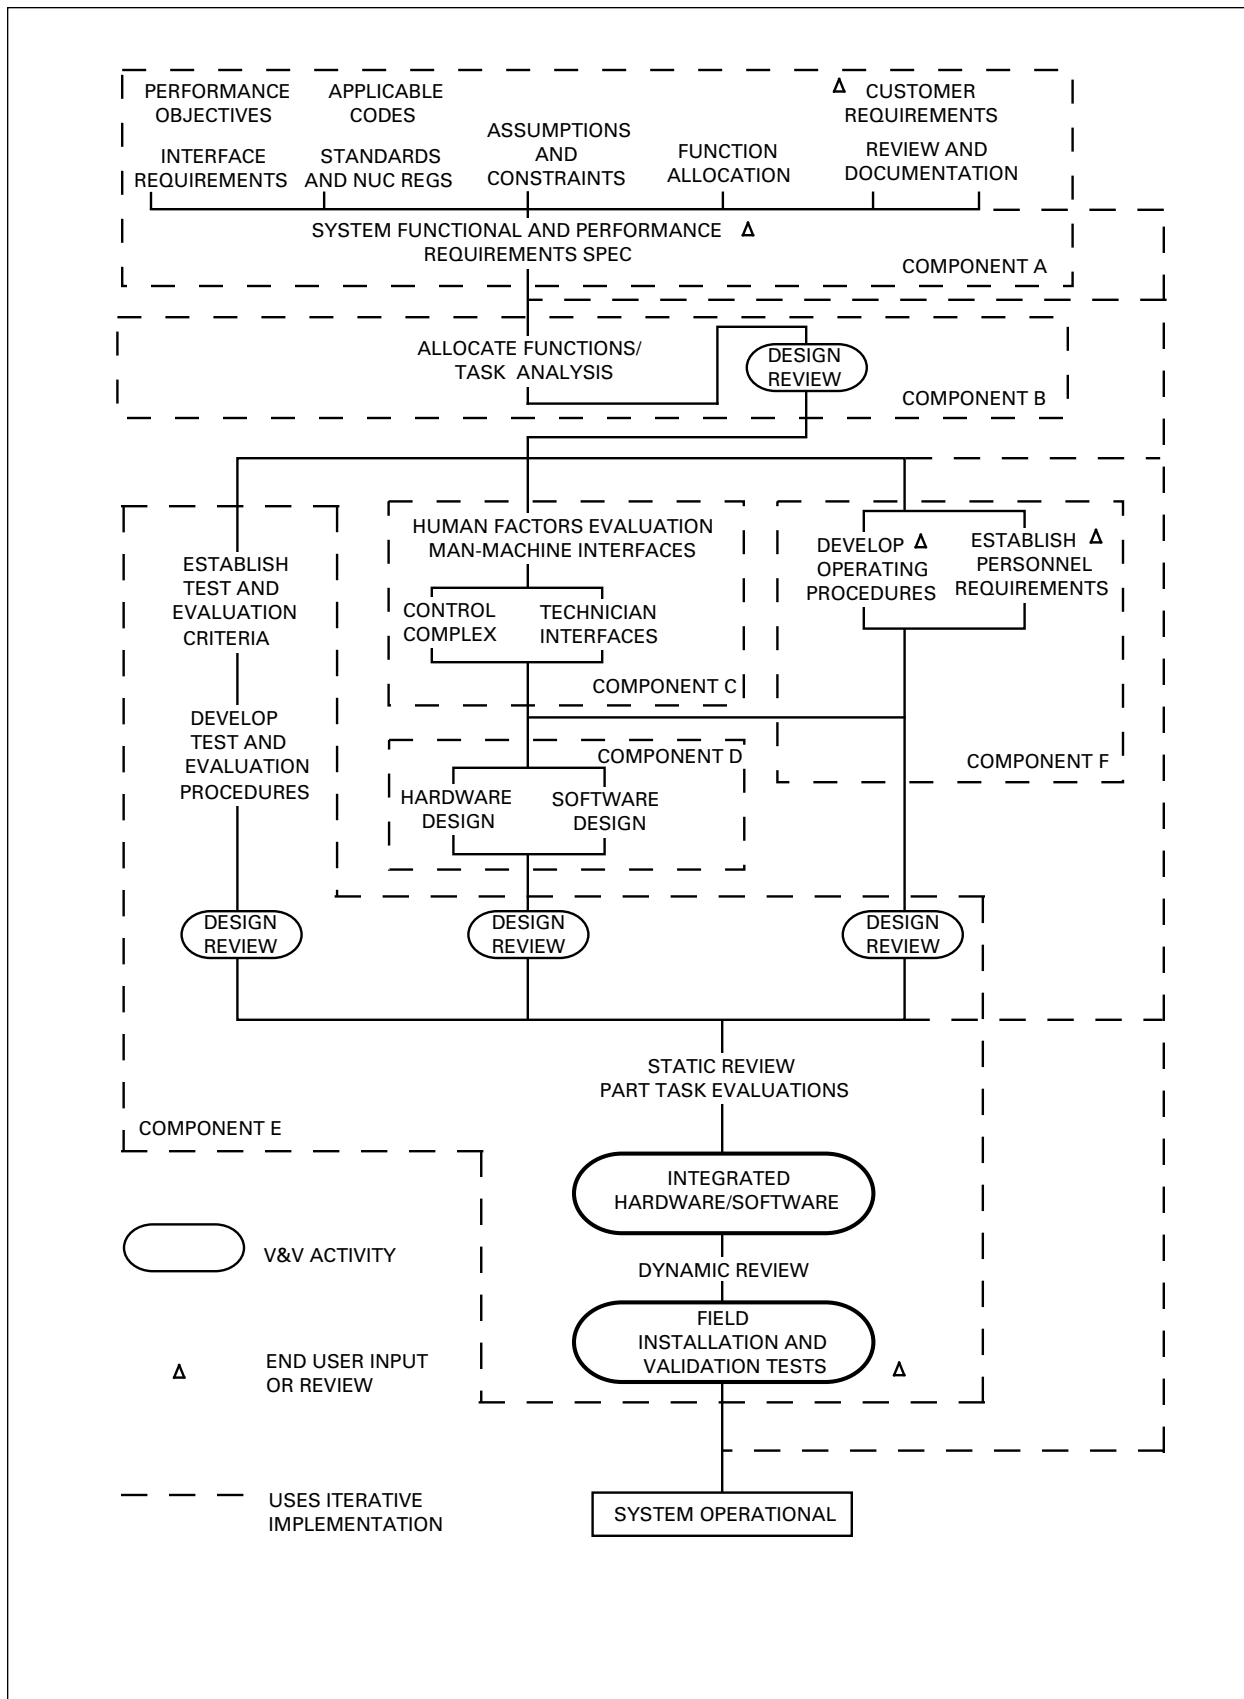 PERFORMANCE
OBJECTIVES
APPLICABLE
CODES
Δ CUSTOMER
REQUIREMENTS
INTERFACE
REQUIREMENTS
STANDARDS
AND NUC REGS
ASSUMPTIONS
AND
CONSTRAINTS
FUNCTION
ALLOCATION
REVIEW AND
DOCUMENTATION
SYSTEM FUNCTIONAL AND PERFORMANCE Δ
REQUIREMENTS SPEC
COMPONENT A
ALLOCATE FUNCTIONS/
TASK ANALYSIS
DESIGN
REVIEW
COMPONENT B
ESTABLISH
TEST AND
EVALUATION
CRITERIA
DEVELOP
TEST AND
EVALUATION
PROCEDURES
HUMAN FACTORS EVALUATION
MAN-MACHINE INTERFACES
CONTROL
COMPLEX
TECHNICIAN
INTERFACES
COMPONENT C
DEVELOP Δ
OPERATING
PROCEDURES
ESTABLISH Δ
PERSONNEL
REQUIREMENTS
COMPONENT F
COMPONENT D
HARDWARE
DESIGN
SOFTWARE
DESIGN
DESIGN
REVIEW
DESIGN
REVIEW
DESIGN
REVIEW
STATIC REVIEW
PART TASK EVALUATIONS
COMPONENT E
INTEGRATED
HARDWARE/SOFTWARE
DYNAMIC REVIEW
FIELD
INSTALLATION AND
VALIDATION TESTS
Δ
V&V ACTIVITY
Δ
END USER INPUT
OR REVIEW
USES ITERATIVE
IMPLEMENTATION
SYSTEM OPERATIONAL